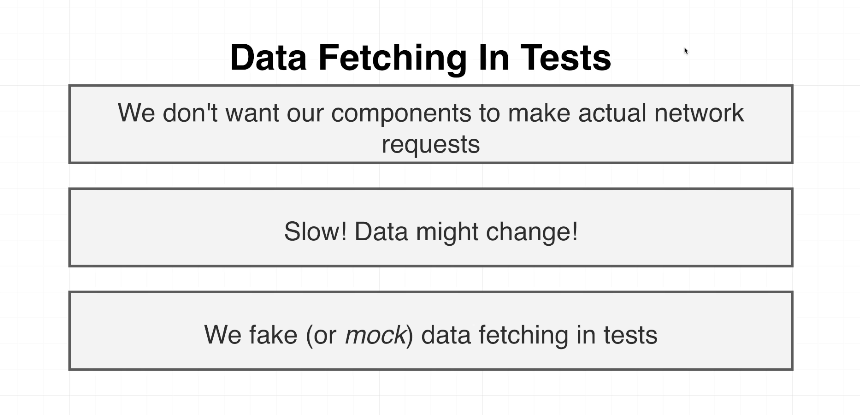 Data Fetching In Tests
We don't want our components to make actual network
requests
Slow! Data might change!
We fake (or mock) data fetching in tests